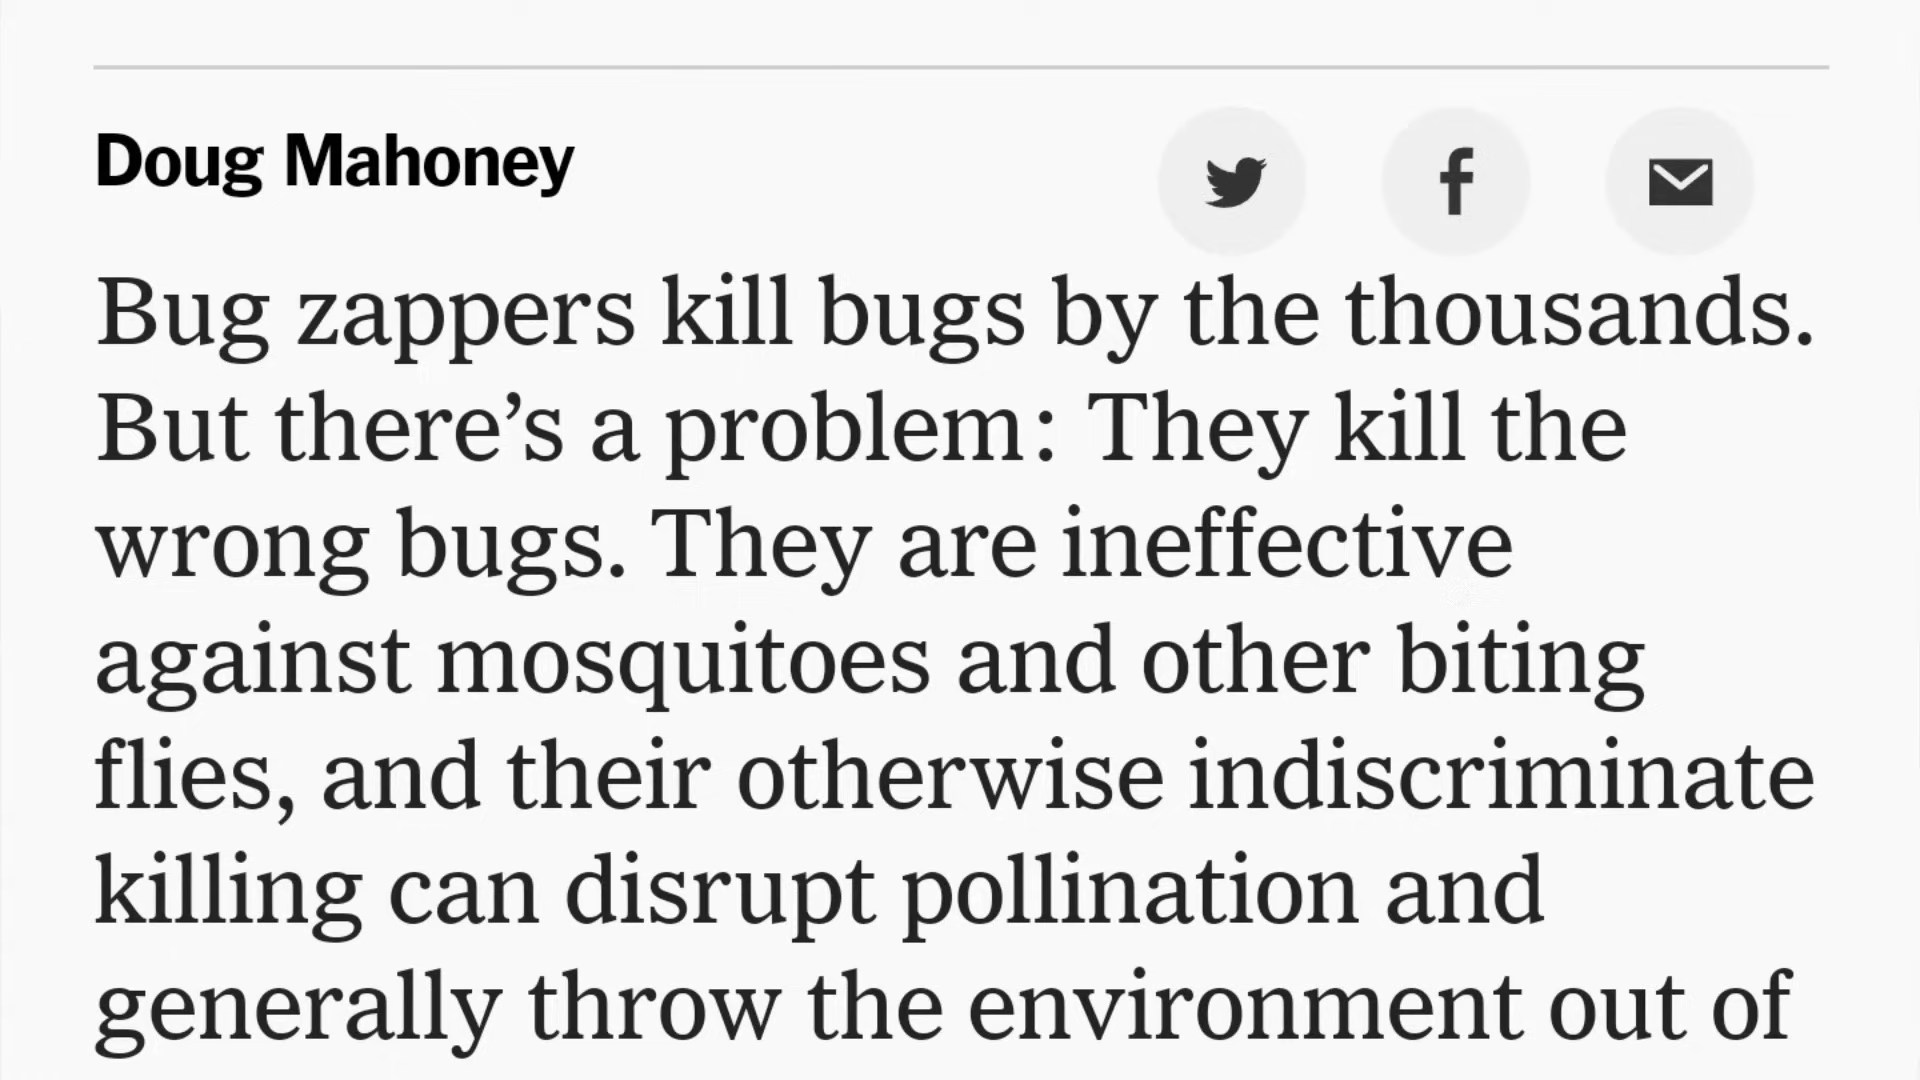 Doug Mahoney
Bug zappers kill bugs by the thousands.
But there’s a problem: They kill the
wrong bugs. They are ineffective
against mosquitoes and other biting
flies, and their otherwise indiscriminate
killing can disrupt pollination and
generally throw the environment out of